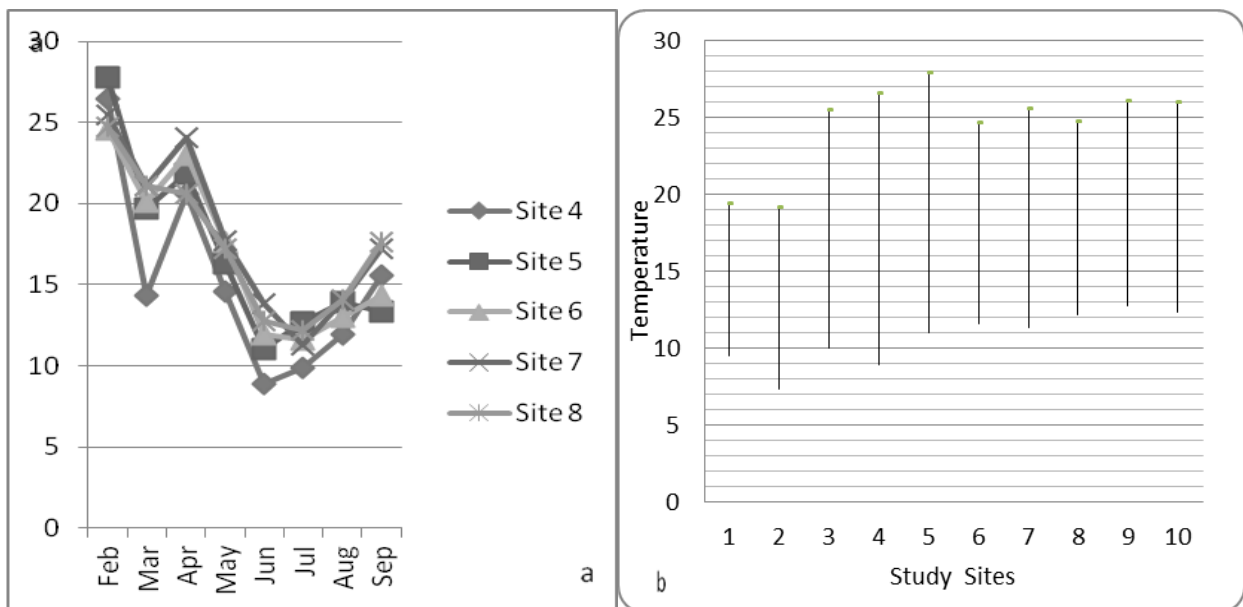 a
30
25
20
15
10
5
0
Feb
Mar
Apr
May
Jun
Jul
Aug
Sep
Site 4
Site 5
Site 6
Site 7
Site 8
a
30
25
20
15
10
5
0
Temperature
1 2 3 4 5 6 7 8 9 10
Study Sites
b